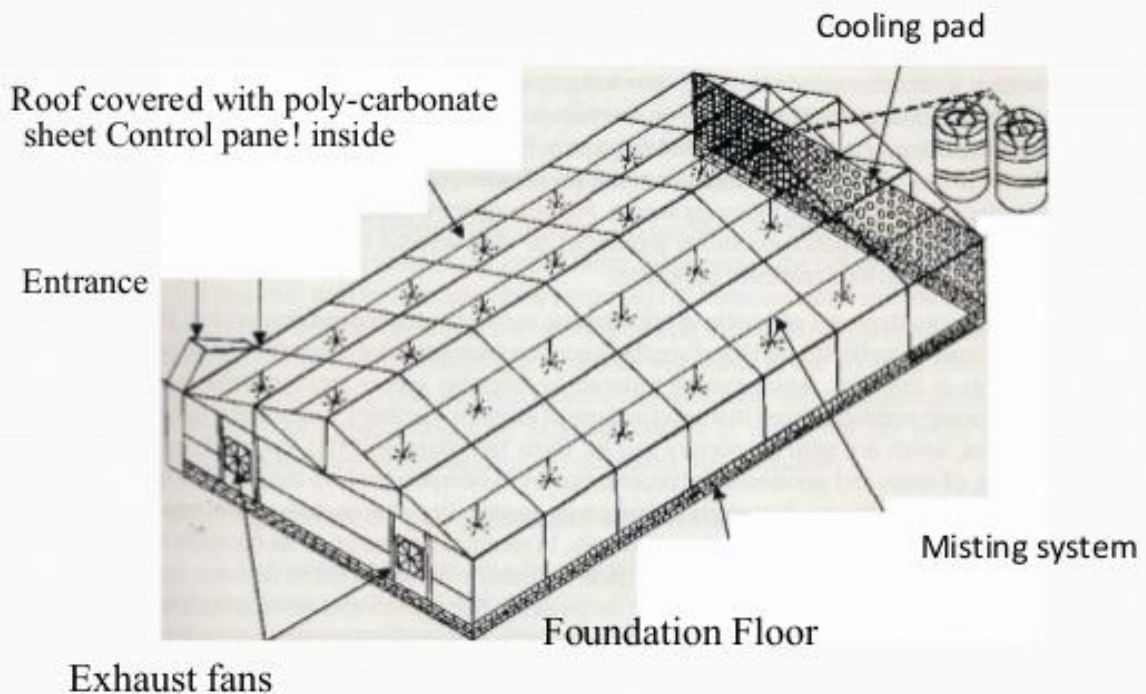 Cooling pad
Roof covered with poly-carbonate
sheet Control pane! inside
Entrance
Misting system
Foundation Floor
Exhaust fans